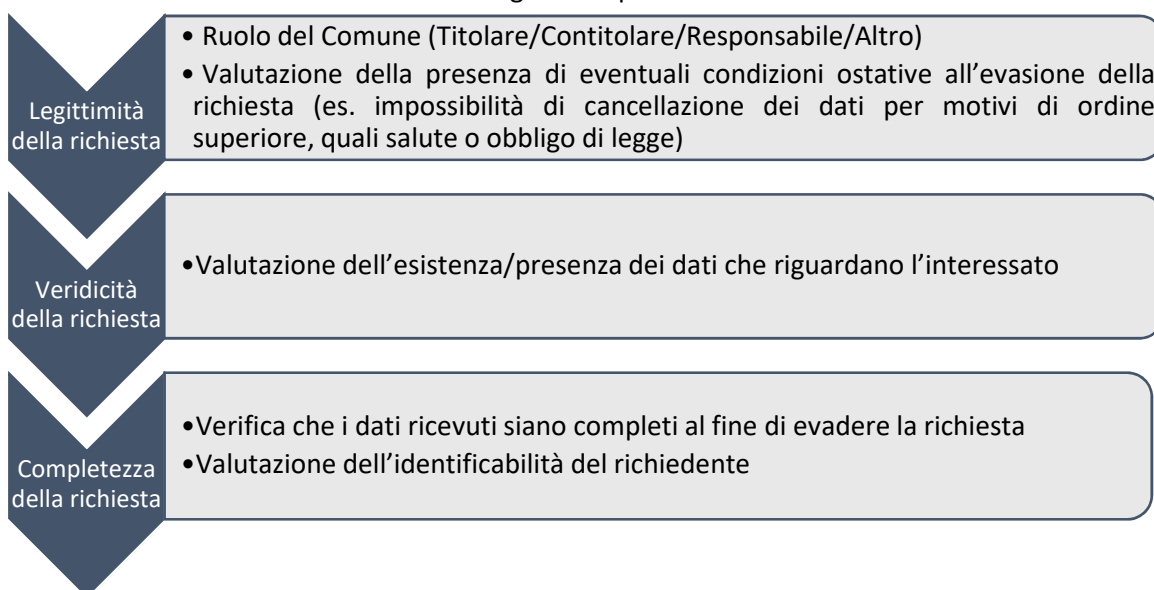 • Ruolo del Comune (Titolare/Contitolare/Responsabile/Altro)
• Valutazione della presenza di eventuali condizioni ostative all’evasione della
richiesta (es. impossibilità di cancellazione dei dati per motivi di ordine
superiore, quali salute o obbligo di legge)
Legittimità
della richiesta
•Valutazione dell’esistenza/presenza dei dati che riguardano l’interessato
Veridicità
della richiesta
•Verifica che i dati ricevuti siano completi al fine di evadere la richiesta
•Valutazione dell’identificabilità del richiedente
Completezza
della richiesta